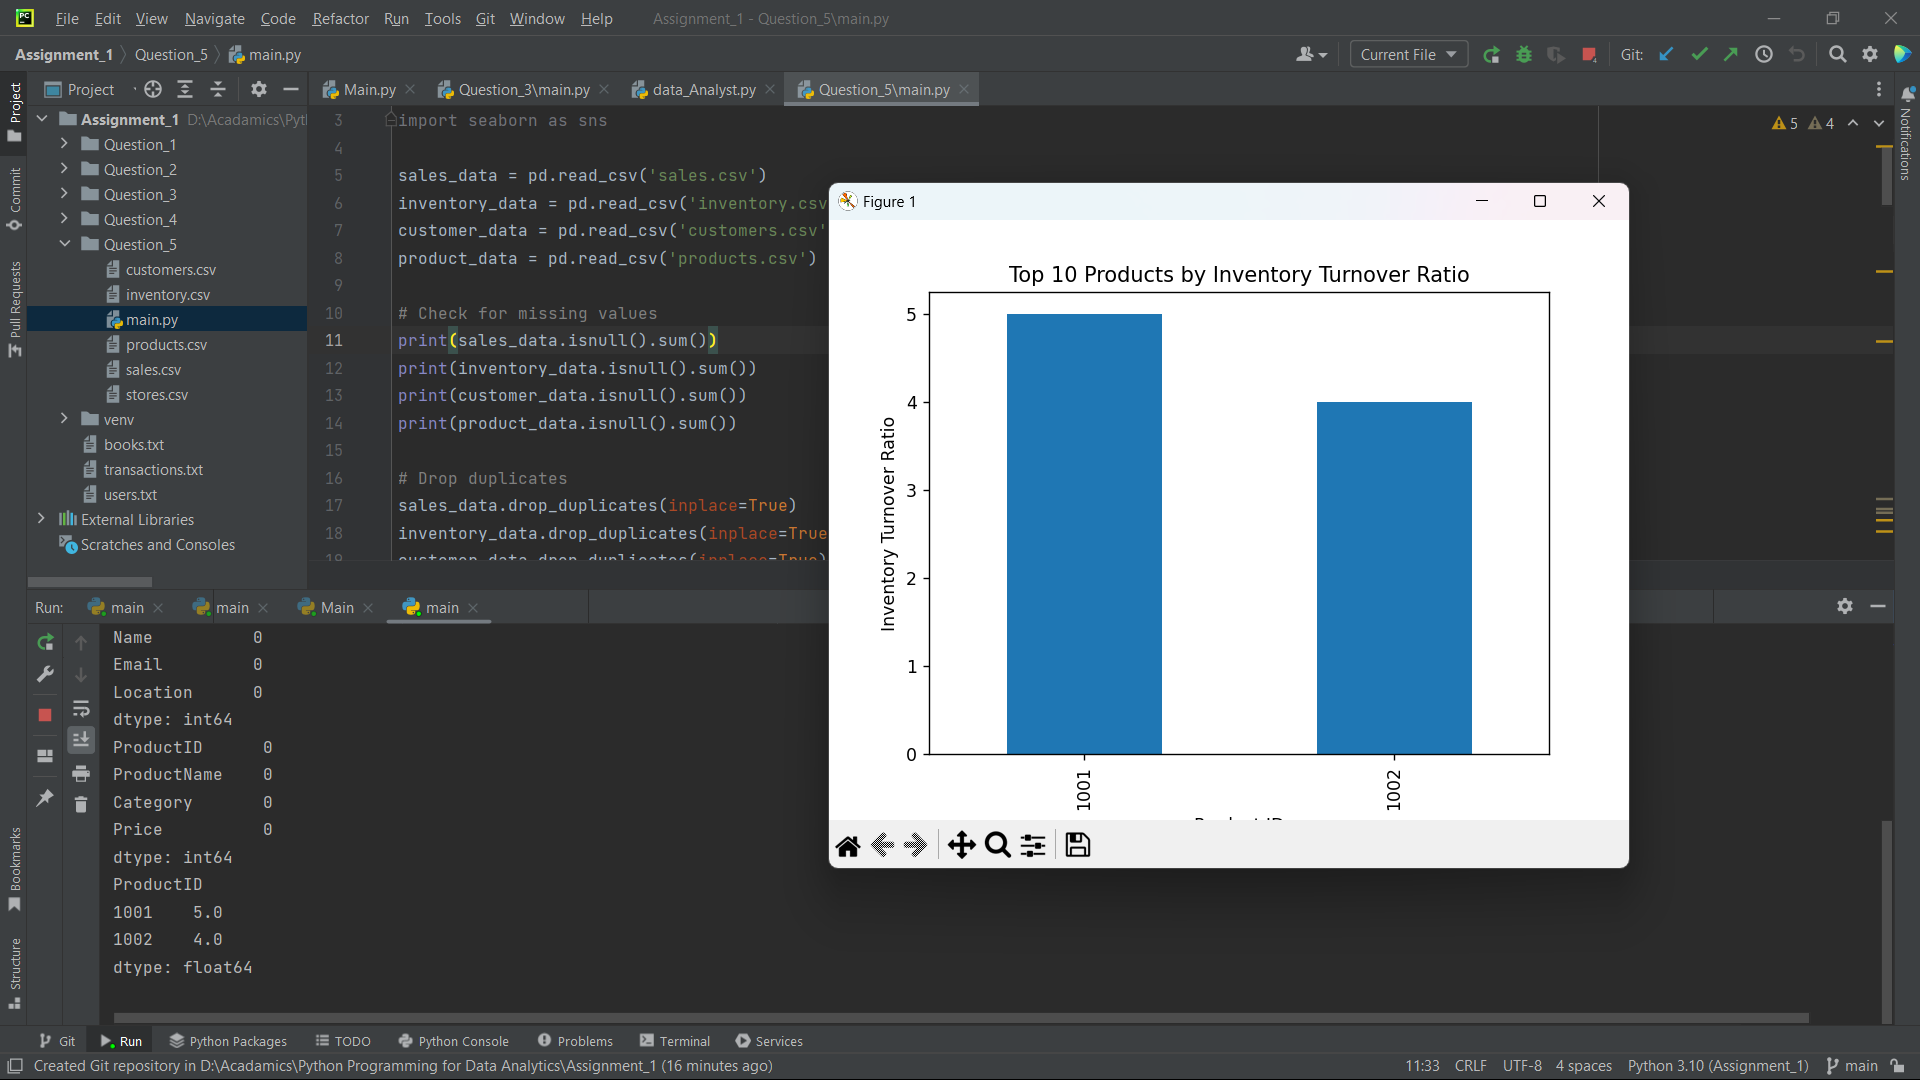 PC
File Edit View Navigate Code Refactor Run Tools Git Window Help Assignment_1 - Question_5\main.py
Assignment_1 Question_5 main.py
Current File
Git:
Project
Main.py
Question_3\main.py
data_Analyst.py
Question_5\main.py
Project
Commit
Pull Requests
Bookmarks
Structure
Notifications
Assignment_1 D:\Acadamics\Pyt
Question_1
Question_2
Question_3
Question_4
Question_5
customers.csv
inventory.csv
main.py
products.csv
sales.csv
stores.csv
venv
books.txt
transactions.txt
users.txt
External Libraries
Scratches and Consoles
5 4
3 import seaborn as sns
4
5 sales_data = pd.read_csv('sales.csv')
6 inventory_data = pd.read_csv('inventory.csv
7 customer_data = pd.read_csv('customers.csv'
8 product_data = pd.read_csv('products.csv')
9
10 # Check for missing values
11 print(sales_data.isnull().sum())
12 print(inventory_data.isnull().sum())
13 print(customer_data.isnull().sum())
14 print(product_data.isnull().sum())
15
16 # Drop duplicates
17 sales_data.drop_duplicates(inplace=True)
18 inventory_data.drop_duplicates(inplace=True
19 customer_data.drop_duplicates(inplace=True)
Figure 1
Top 10 Products by Inventory Turnover Ratio
Inventory Turnover Ratio
5
4
3
2
1
0
1001
1002
Product ID
Run: main main Main main
Name 0
Email 0
Location 0
dtype: int64
ProductID 0
ProductName 0
Category 0
Price 0
dtype: int64
ProductID
1001 5.0
1002 4.0
dtype: float64
Git Run Python Packages TODO Python Console Problems Terminal Services
Created Git repository in D:\Acadamics\Python Programming for Data Analytics\Assignment_1 (16 minutes ago)
11:33 CRLF UTF-8 4 spaces Python 3.10 (Assignment_1) main